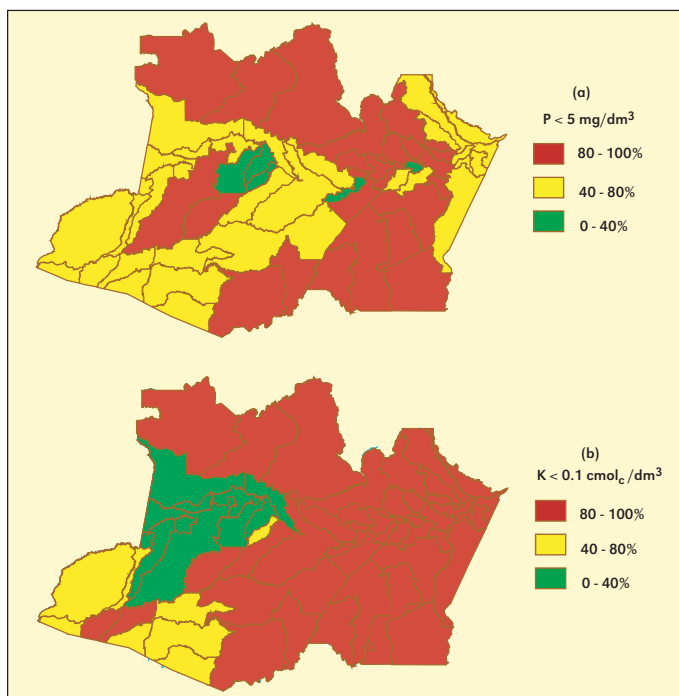 (a)
P < 5 mg/dm³
80 - 100%
40 - 80%
0 - 40%
(b)
K < 0.1 cmolc /dm³
80 - 100%
40 - 80%
0 - 40%